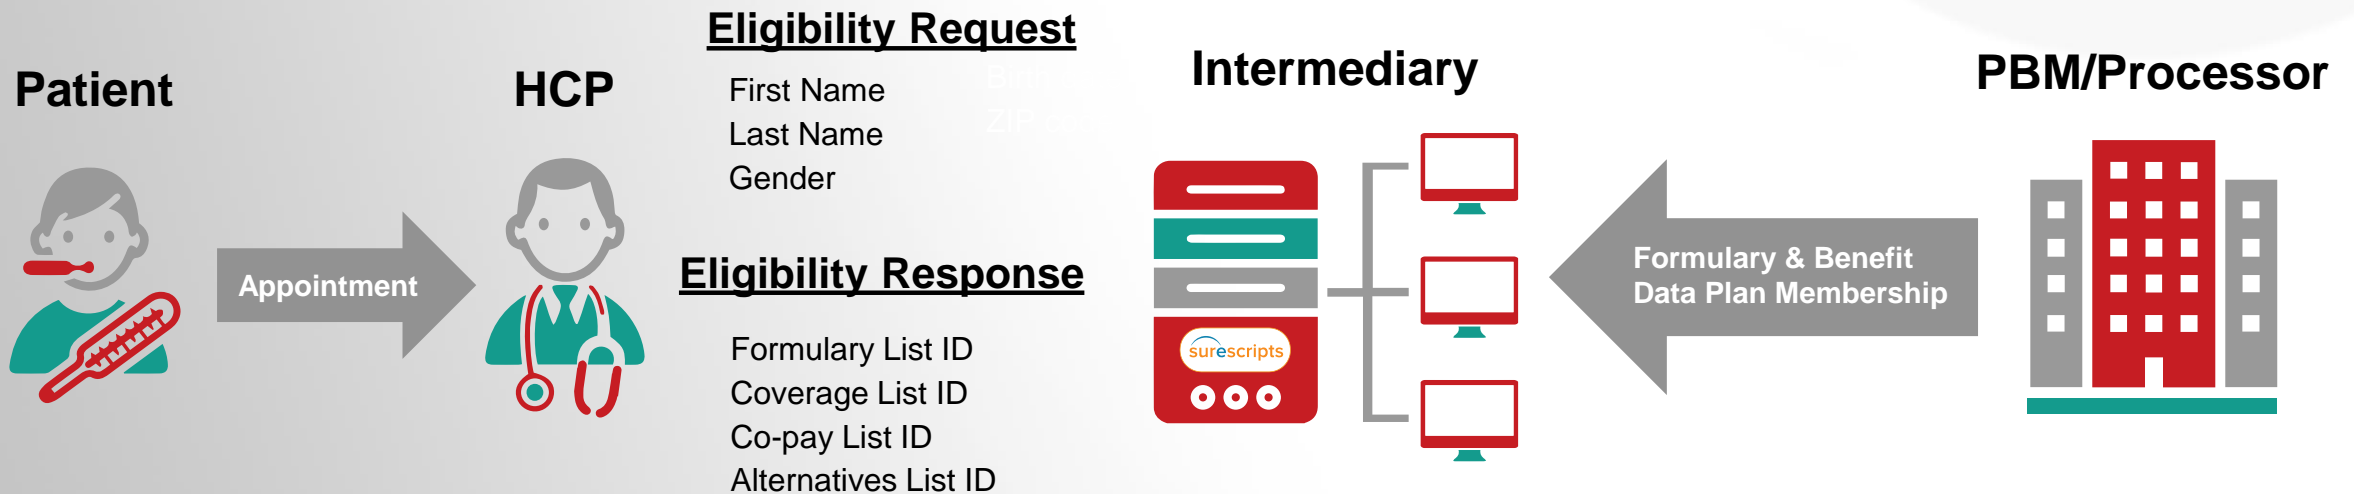 Patient
Appointment
HCP
Eligibility Request
First Name
Last Name
Gender
ZIP
Eligibility Response
Formulary List ID
Coverage List ID
Co-pay List ID
Alternatives List ID
Intermediary
surescripts
Formulary & Benefit
Data Plan Membership
PBM/Processor